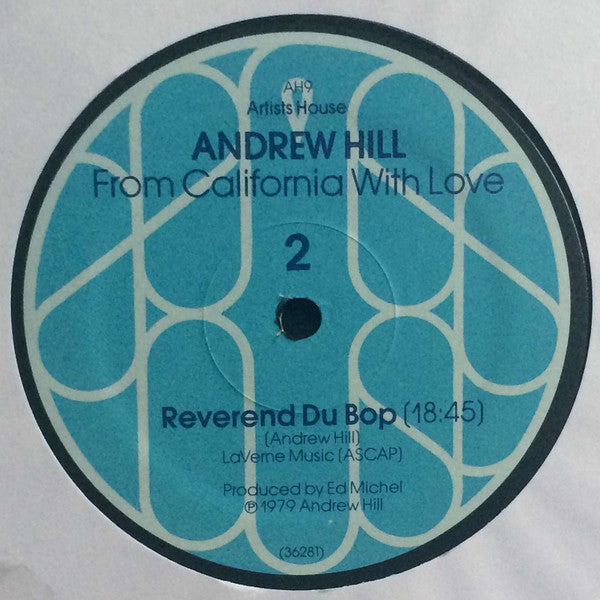 AH9
Artists House
ANDREW HILL
From California With Love
2
Reverend Du Bop (18:45)
(Andrew Hill)
LaVerne Music (ASCAP)
Produced by Ed Michel
℗ 1979 Andrew Hill
(36281)